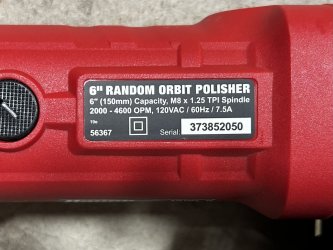 6" RANDOM ORBIT POLISHER
6" (150mm) Capacity, M8 x 1.25 TPI Spindle
2000 - 4600 OPM, 120VAC / 60Hz / 7.5A
19e
56367
Serial: 373852050